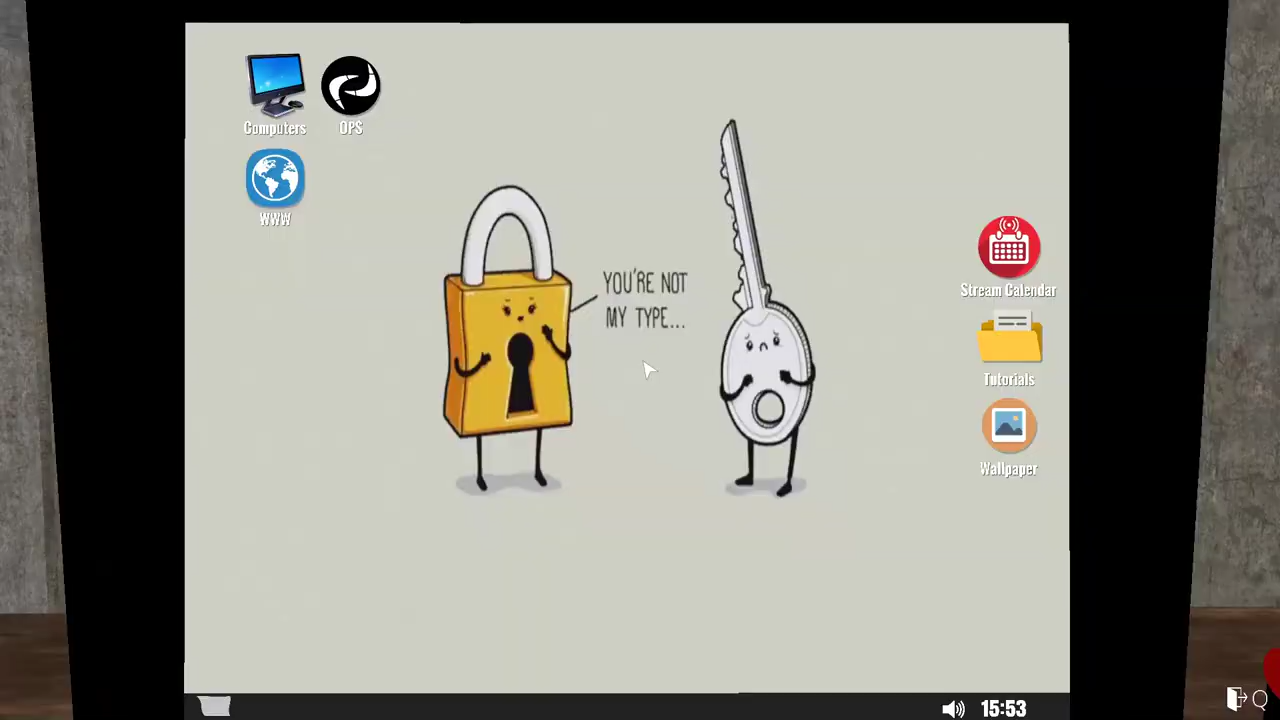 Computers
OPS
WWW
YOU'RE NOT
MY TYPE...
Stream Calendar
Tutorials
Wallpaper
15:53
Q